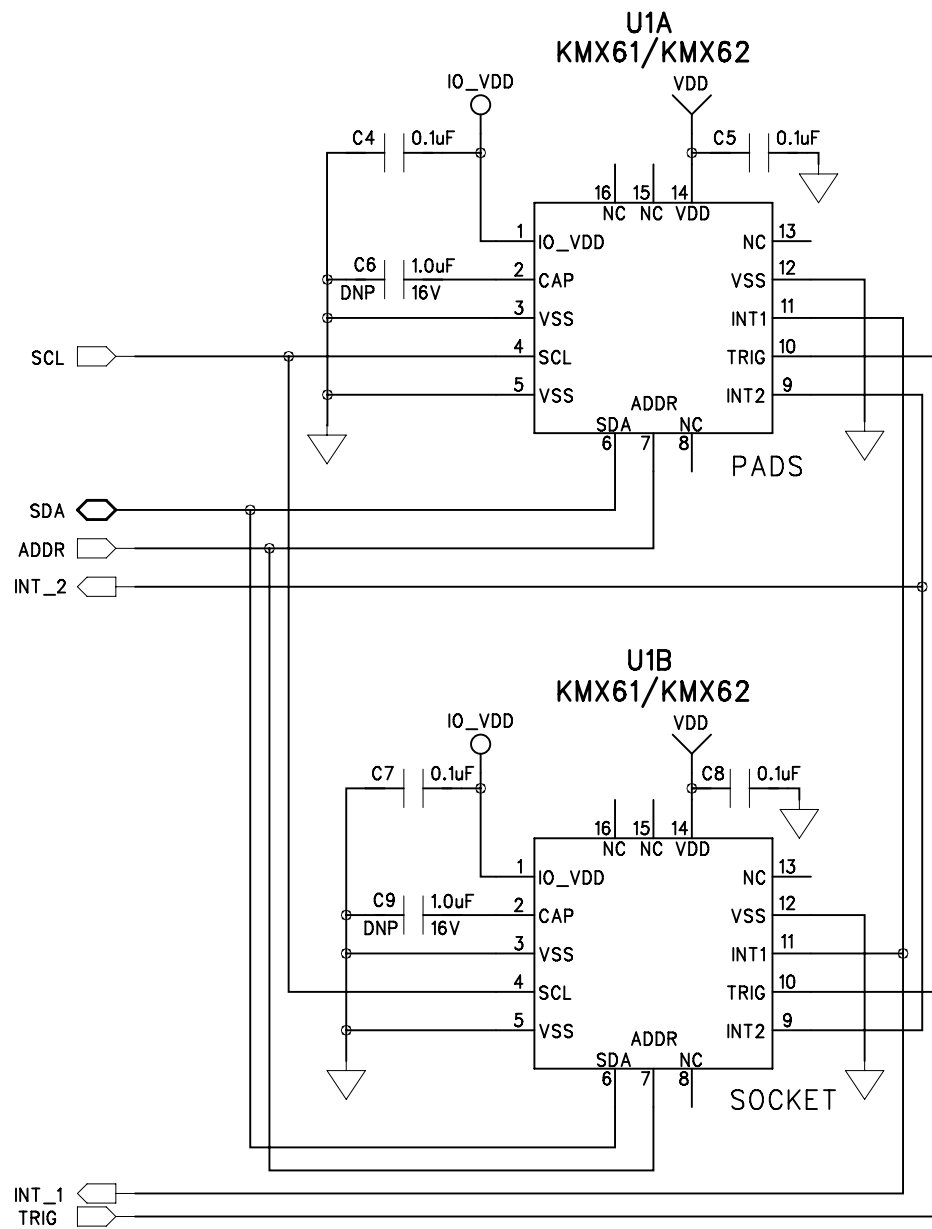 U1A
KMX61/KMX62
IO_VDD
VDD
C4
0.1uF
C5
0.1uF
16
15
14
NC
NC
VDD
1
IO_VDD
NC
13
C6
1.0uF
DNP
16V
2
CAP
VSS
12
3
VSS
INT1
11
SCL
4
SCL
TRIG
10
5
VSS
INT2
9
ADDR
SDA
NC
6
7
8
PADS
SDA
ADDR
INT_2
U1B
KMX61/KMX62
IO_VDD
VDD
C7
0.1uF
C8
0.1uF
16
15
14
NC
NC
VDD
1
IO_VDD
NC
13
C9
1.0uF
DNP
16V
2
CAP
VSS
12
3
VSS
INT1
11
4
SCL
TRIG
10
5
VSS
INT2
9
ADDR
SDA
NC
6
7
8
SOCKET
INT_1
TRIG